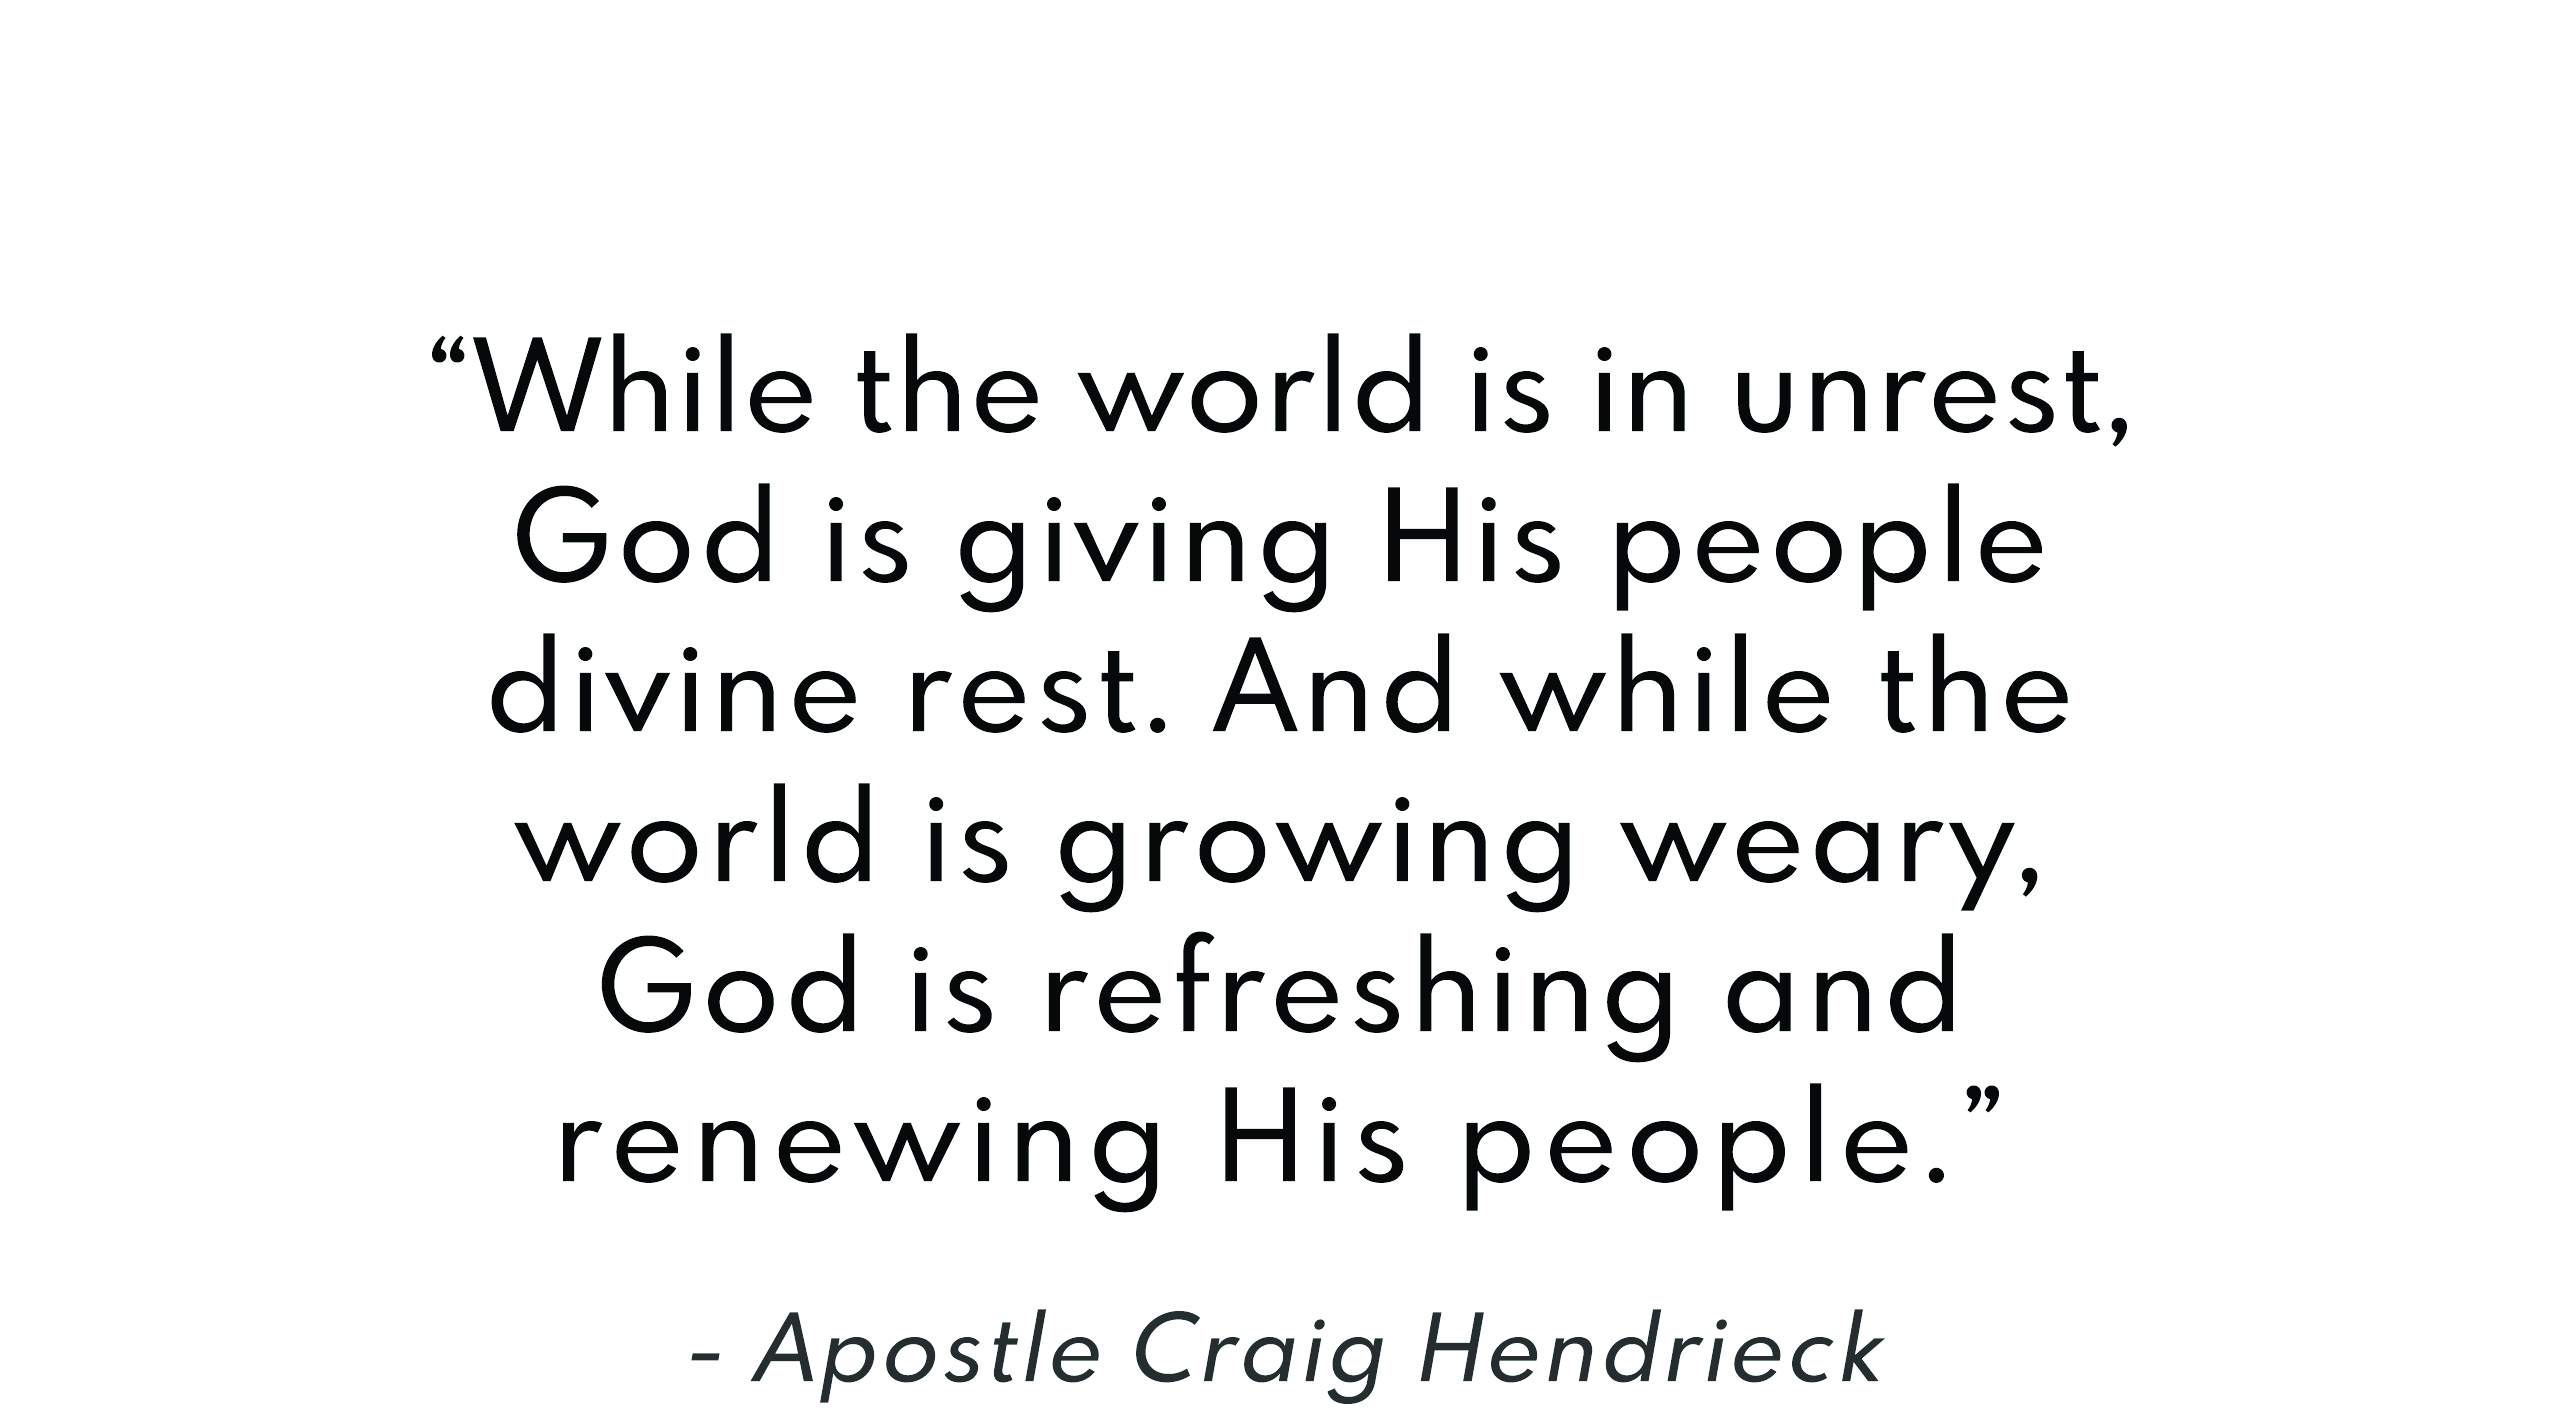 “While the world is in unrest,
God is giving His people
divine rest. And while the
world is growing weary,
God is refreshing and
renewing His people.”
- Apostle Craig Hendrieck